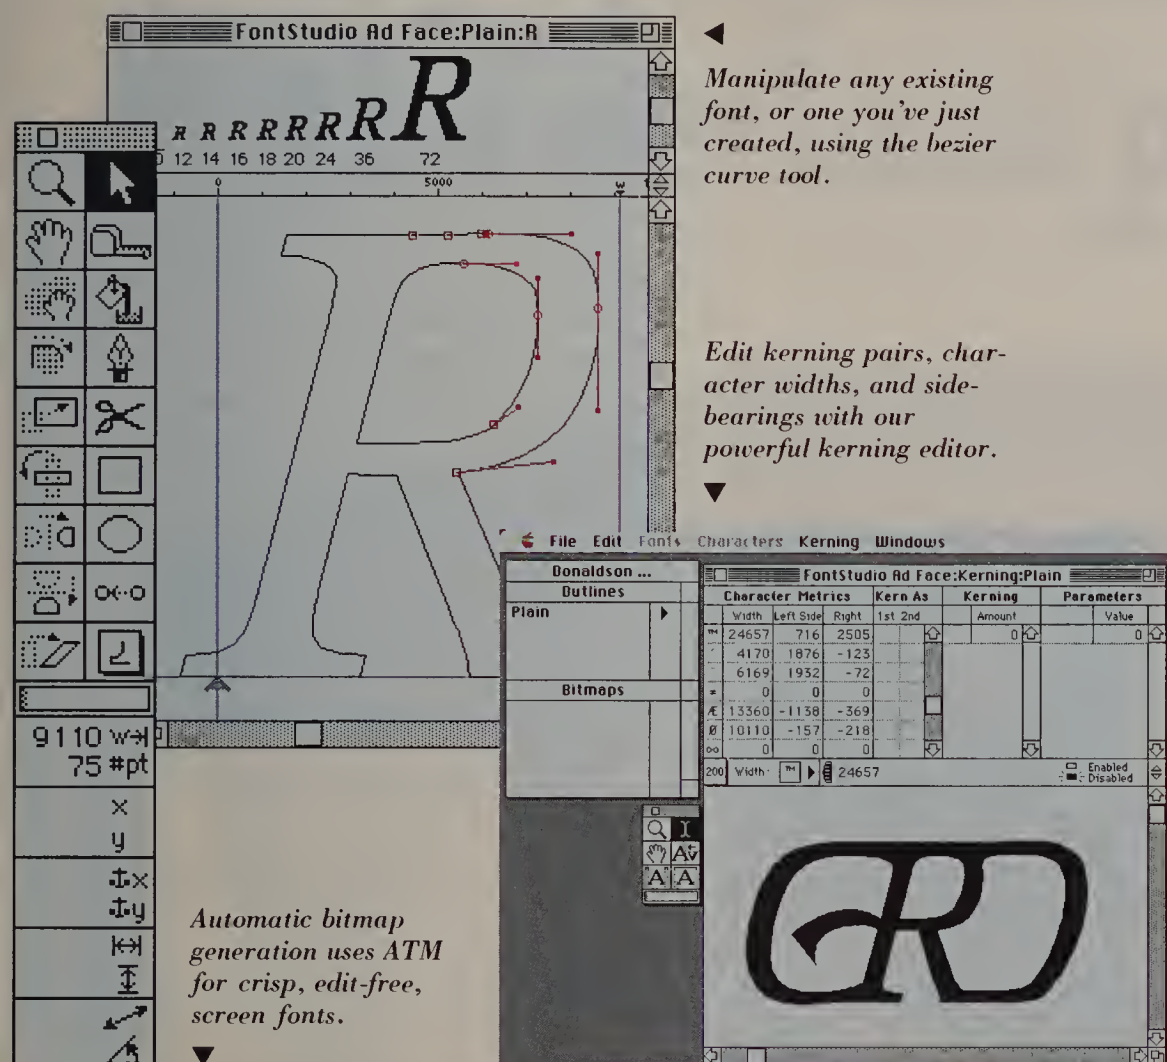 FontStudio Ad Face:Plain:R
R R R R R R R R
12 14 16 18 20 24 36 72
0 5000 w
R
9110 w
75 #pt
x
y
x
y
Manipulate any existing
font, or one you've just
created, using the bezier
curve tool.
Edit kerning pairs, char-
acter widths, and side-
bearings with our
powerful kerning editor.
Automatic bitmap
generation uses ATM
for crisp, edit-free,
screen fonts.
File Edit Fonts Characters Kerning Windows
Donaldson ...
Outlines
Plain
Bitmaps
FontStudio Ad Face:Kerning:Plain
Character Metrics Kern As Kerning Parameters
Width Left Side Right 1st 2nd Amount Value
™ 24657 716 2505 0 0
4170 1876 -123
6169 1932 -72
≠ 0 0 0
Æ 13360 -1138 -369
Ø 10110 -157 -218
∞ 0 0 0
200 Width: ™ 24657 Enabled
Disabled
A A
A A
R